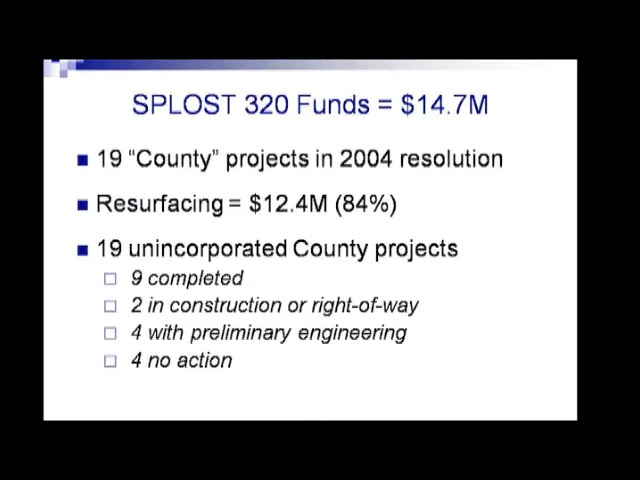 SPLOST 320 Funds = $14.7M
19 “County” projects in 2004 resolution
Resurfacing = $12.4M (84%)
19 unincorporated County projects
9 completed
2 in construction or right-of-way
4 with preliminary engineering
4 no action